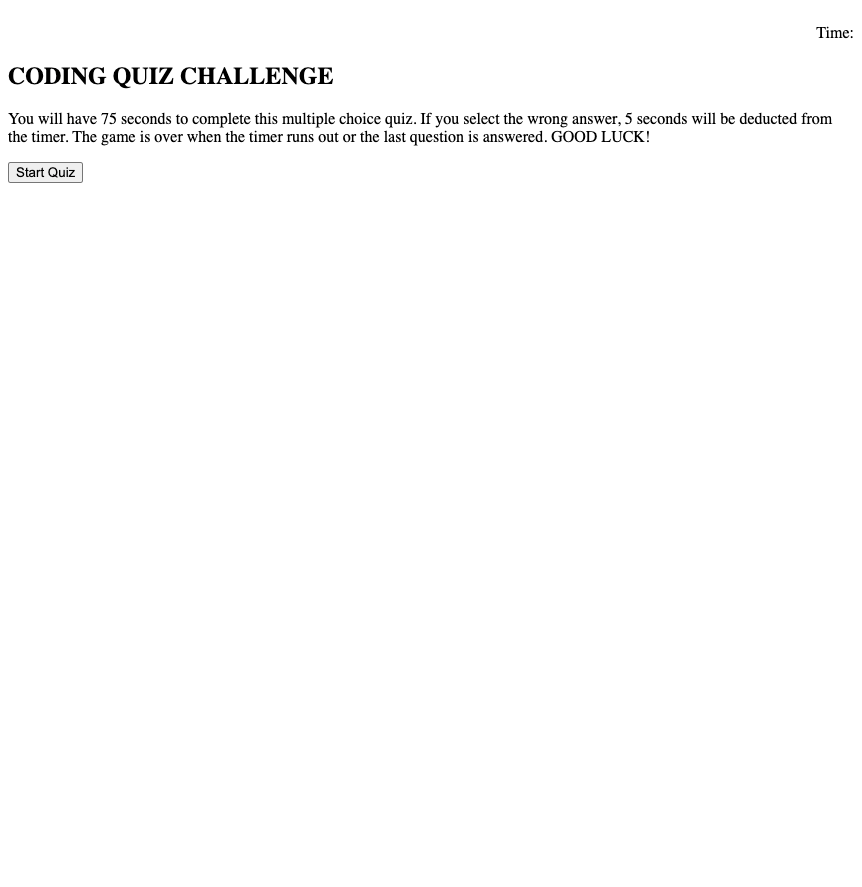 Time:
CODING QUIZ CHALLENGE
You will have 75 seconds to complete this multiple choice quiz. If you select the wrong answer, 5 seconds will be deducted from
the timer. The game is over when the timer runs out or the last question is answered. GOOD LUCK!
Start Quiz